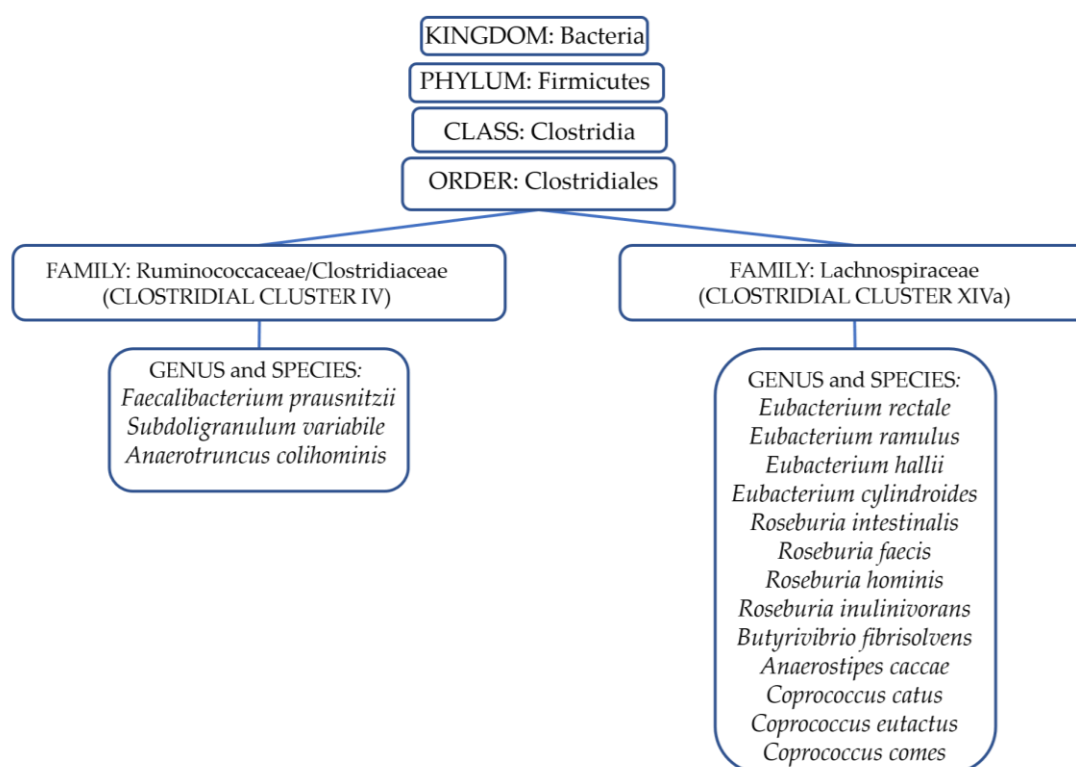 KINGDOM: Bacteria
PHYLUM: Firmicutes
CLASS: Clostridia
ORDER: Clostridiales
FAMILY: Ruminococcaceae/Clostridiaceae
(CLOSTRIDIAL CLUSTER IV)
GENUS and SPECIES:
Faecalibacterium prausnitzii
Subdoligranulum variabile
Anaerotruncus colihominis
FAMILY: Lachnospiraceae
(CLOSTRIDIAL CLUSTER XIVa)
GENUS and SPECIES:
Eubacterium rectale
Eubacterium ramulus
Eubacterium hallii
Eubacterium cylindroides
Roseburia intestinalis
Roseburia faecis
Roseburia hominis
Roseburia inulinivorans
Butyrivibrio fibrisolvens
Anaerostipes caccae
Coprococcus catus
Coprococcus eutactus
Coprococcus comes